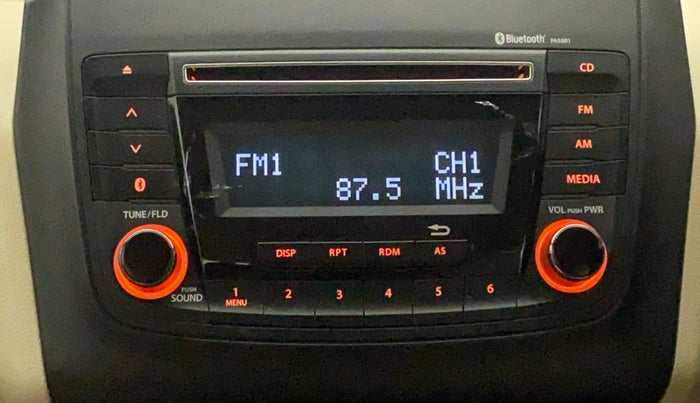 Bluetooth PA5SR1
CD
FM
AM
MEDIA
FM1 CH1
87.5 MHz
TUNE/FLD
VOL PUSH PWR
DISP RPT RDM AS
PUSH
SOUND
1 2 3 4 5 6
MENU